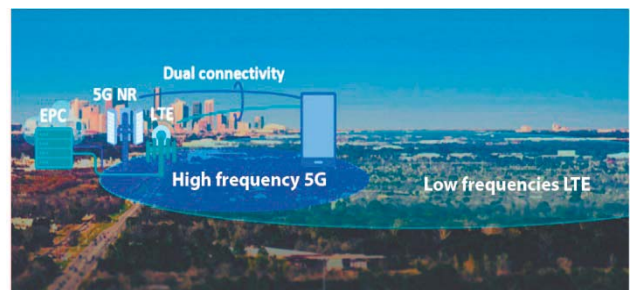 Dual connectivity
5G NR
EPC
LTE
High frequency 5G
Low frequencies LTE